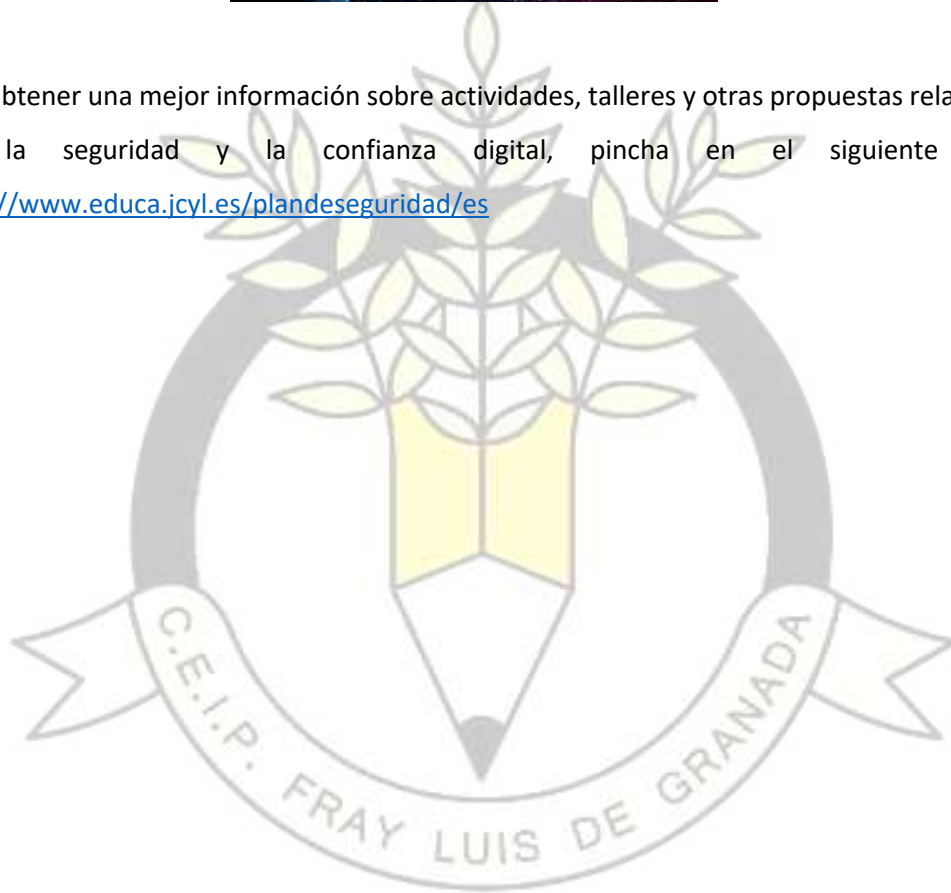 btener una mejor información sobre actividades, talleres y otras propuestas rela
la seguridad y la confianza digital, pincha en el siguiente
//www.educa.jcyl.es/plandeseguridad/es
C.E.I.P. FRAY LUIS DE GRANADA